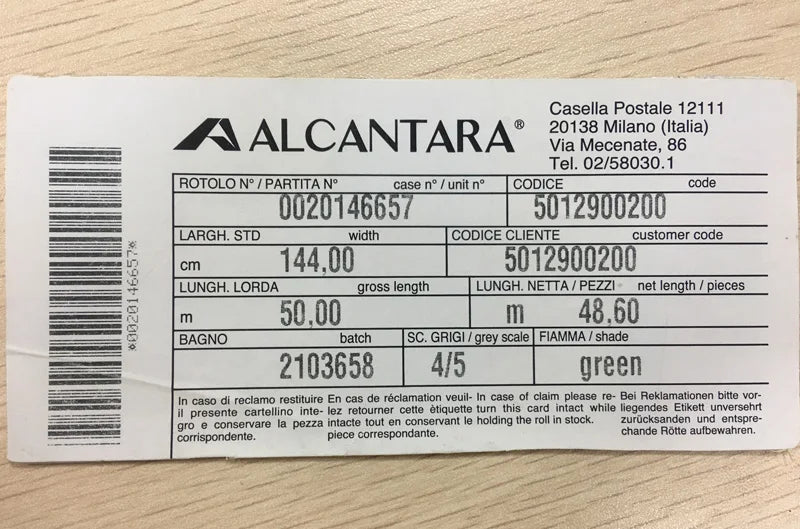 ALCANTARA®
Casella Postale 12111
20138 Milano (Italia)
Via Mecenate, 86
Tel. 02/58030.1
ROTOLO N° / PARTITA N° case n° / unit n°
0020146657
CODICE code
5012900200
LARGH. STD width
cm 144,00
CODICE CLIENTE customer code
5012900200
LUNGH. LORDA gross length
m 50,00
LUNGH. NETTA / PEZZI net length / pieces
m 48,60
BAGNO batch
2103658
SC. GRIGI / grey scale
4/5
FIAMMA / shade
green
In caso di reclamo restituire
il presente cartellino inte-
gro e conservare la pezza
corrispondente.
En cas de réclamation veuil-
lez retourner cette ètiquette
intacte tout en conservant le
piece correspondante.
In case of claim please re-
turn this card intact while
holding the roll in stock.
Bei Reklamationen bitte vor-
liegendes Etikett unversehrt
zurücksanden und entspre-
chande Rötte aufbewahren.
*0020146657*